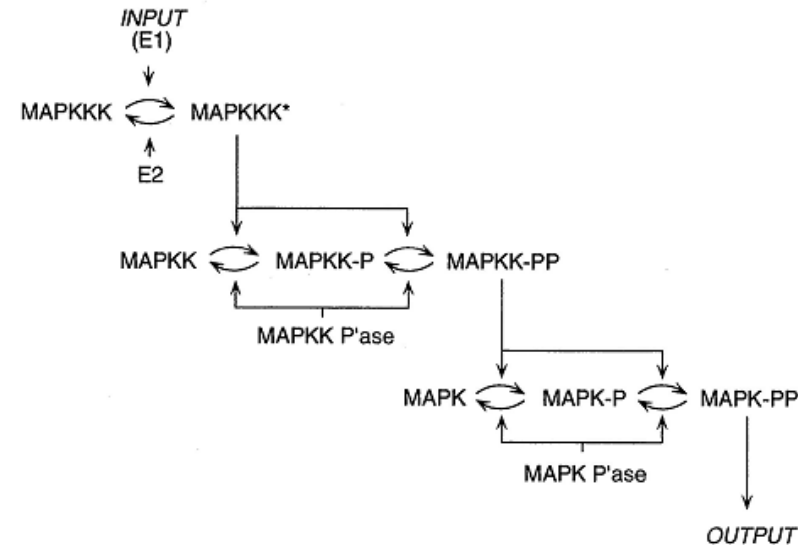 INPUT
(E1)
MAPKKK MAPKKK*
E2
MAPKK MAPKK-P MAPKK-PP
MAPKK P'ase
MAPK MAPK-P MAPK-PP
MAPK P'ase
OUTPUT